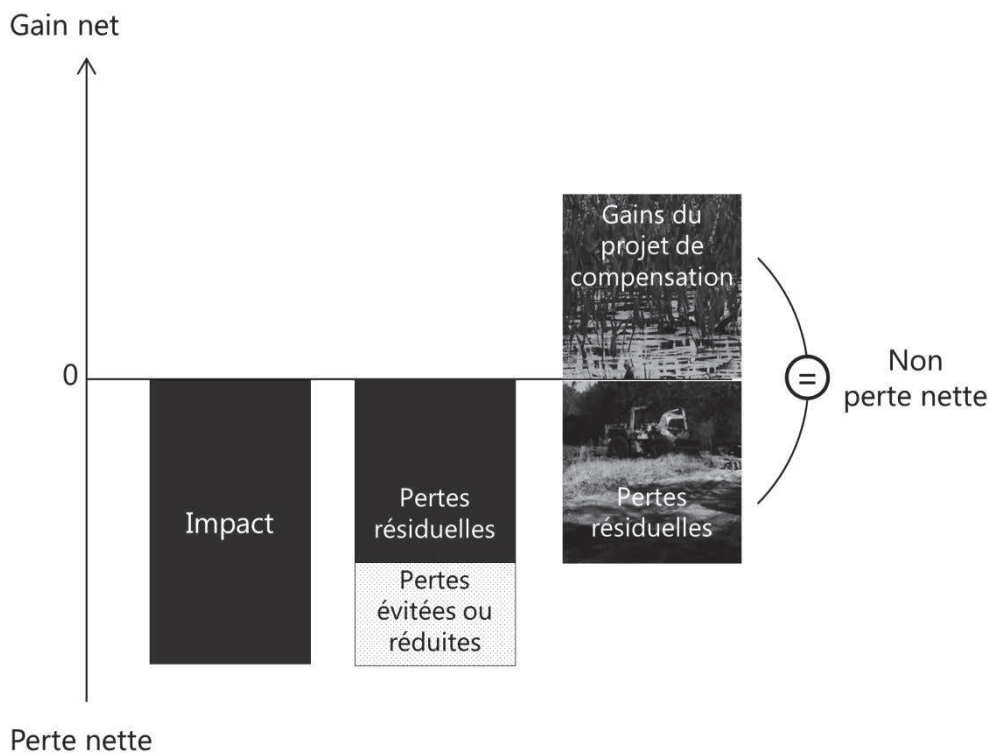 Gain net
Gains du
projet de
compensation
0
=
Non
perte nette
Impact
Pertes
résiduelles
Pertes
résiduelles
Pertes
évitées ou
réduites
Perte nette